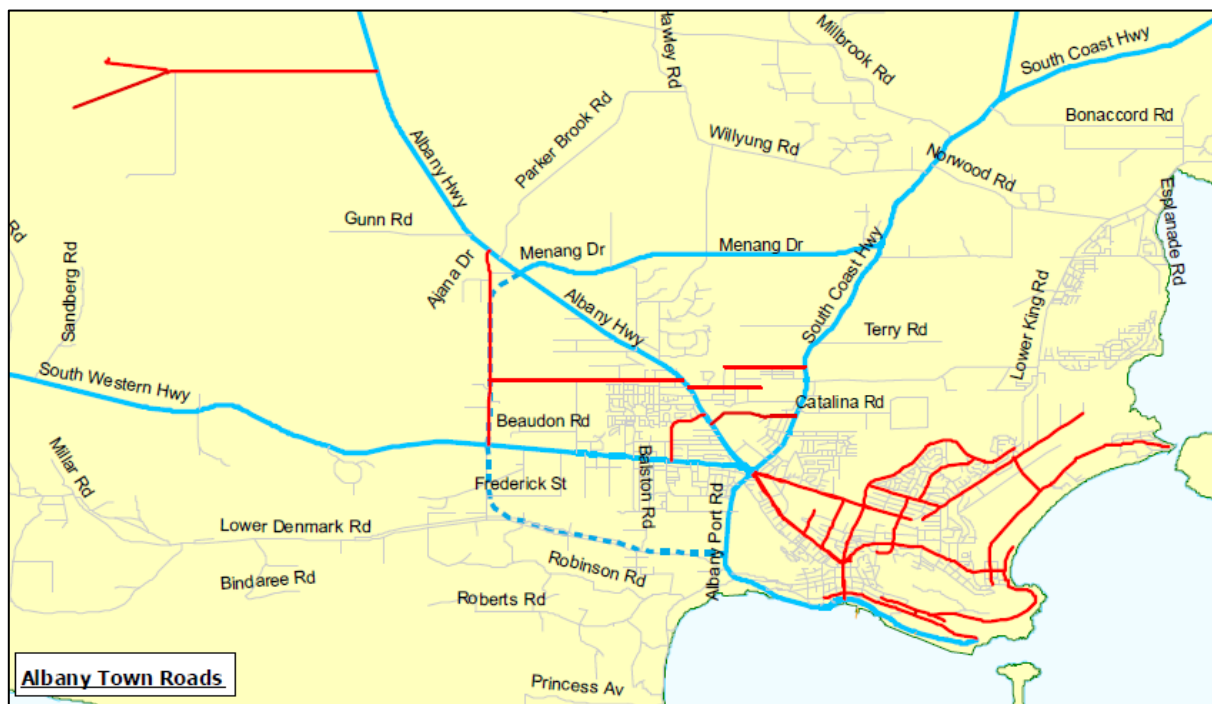 Hawley Rd
Millbrook Rd
South Coast Hwy
Bonaccord Rd
Albany Hwy
Parker Brook Rd
Willyung Rd
Norwood Rd
Esplanade Rd
Rd
Gunn Rd
Menang Dr
Menang Dr
Ajana Dr
South Coast Hwy
Sandberg Rd
Albany Hwy
Terry Rd
Lower King Rd
South Western Hwy
Beaudon Rd
Catalina Rd
Millar Rd
Frederick St
Balston Rd
Albany Port Rd
Lower Denmark Rd
Bindaree Rd
Robinson Rd
Roberts Rd
Albany Town Roads
Princess Av